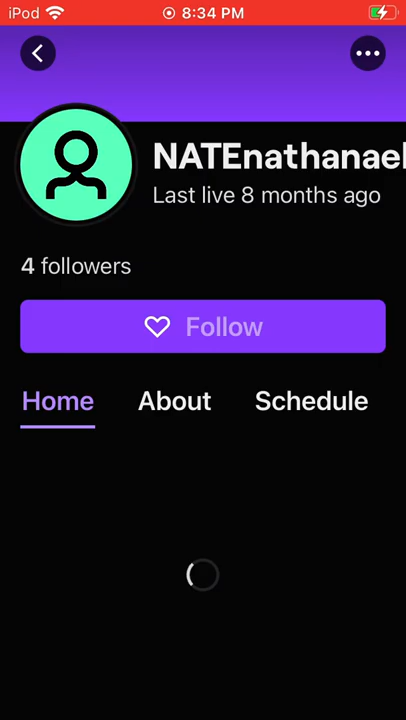 iPod 8:34 PM
NATEnathanael
Last live 8 months ago
4 followers
Follow
Home About Schedule